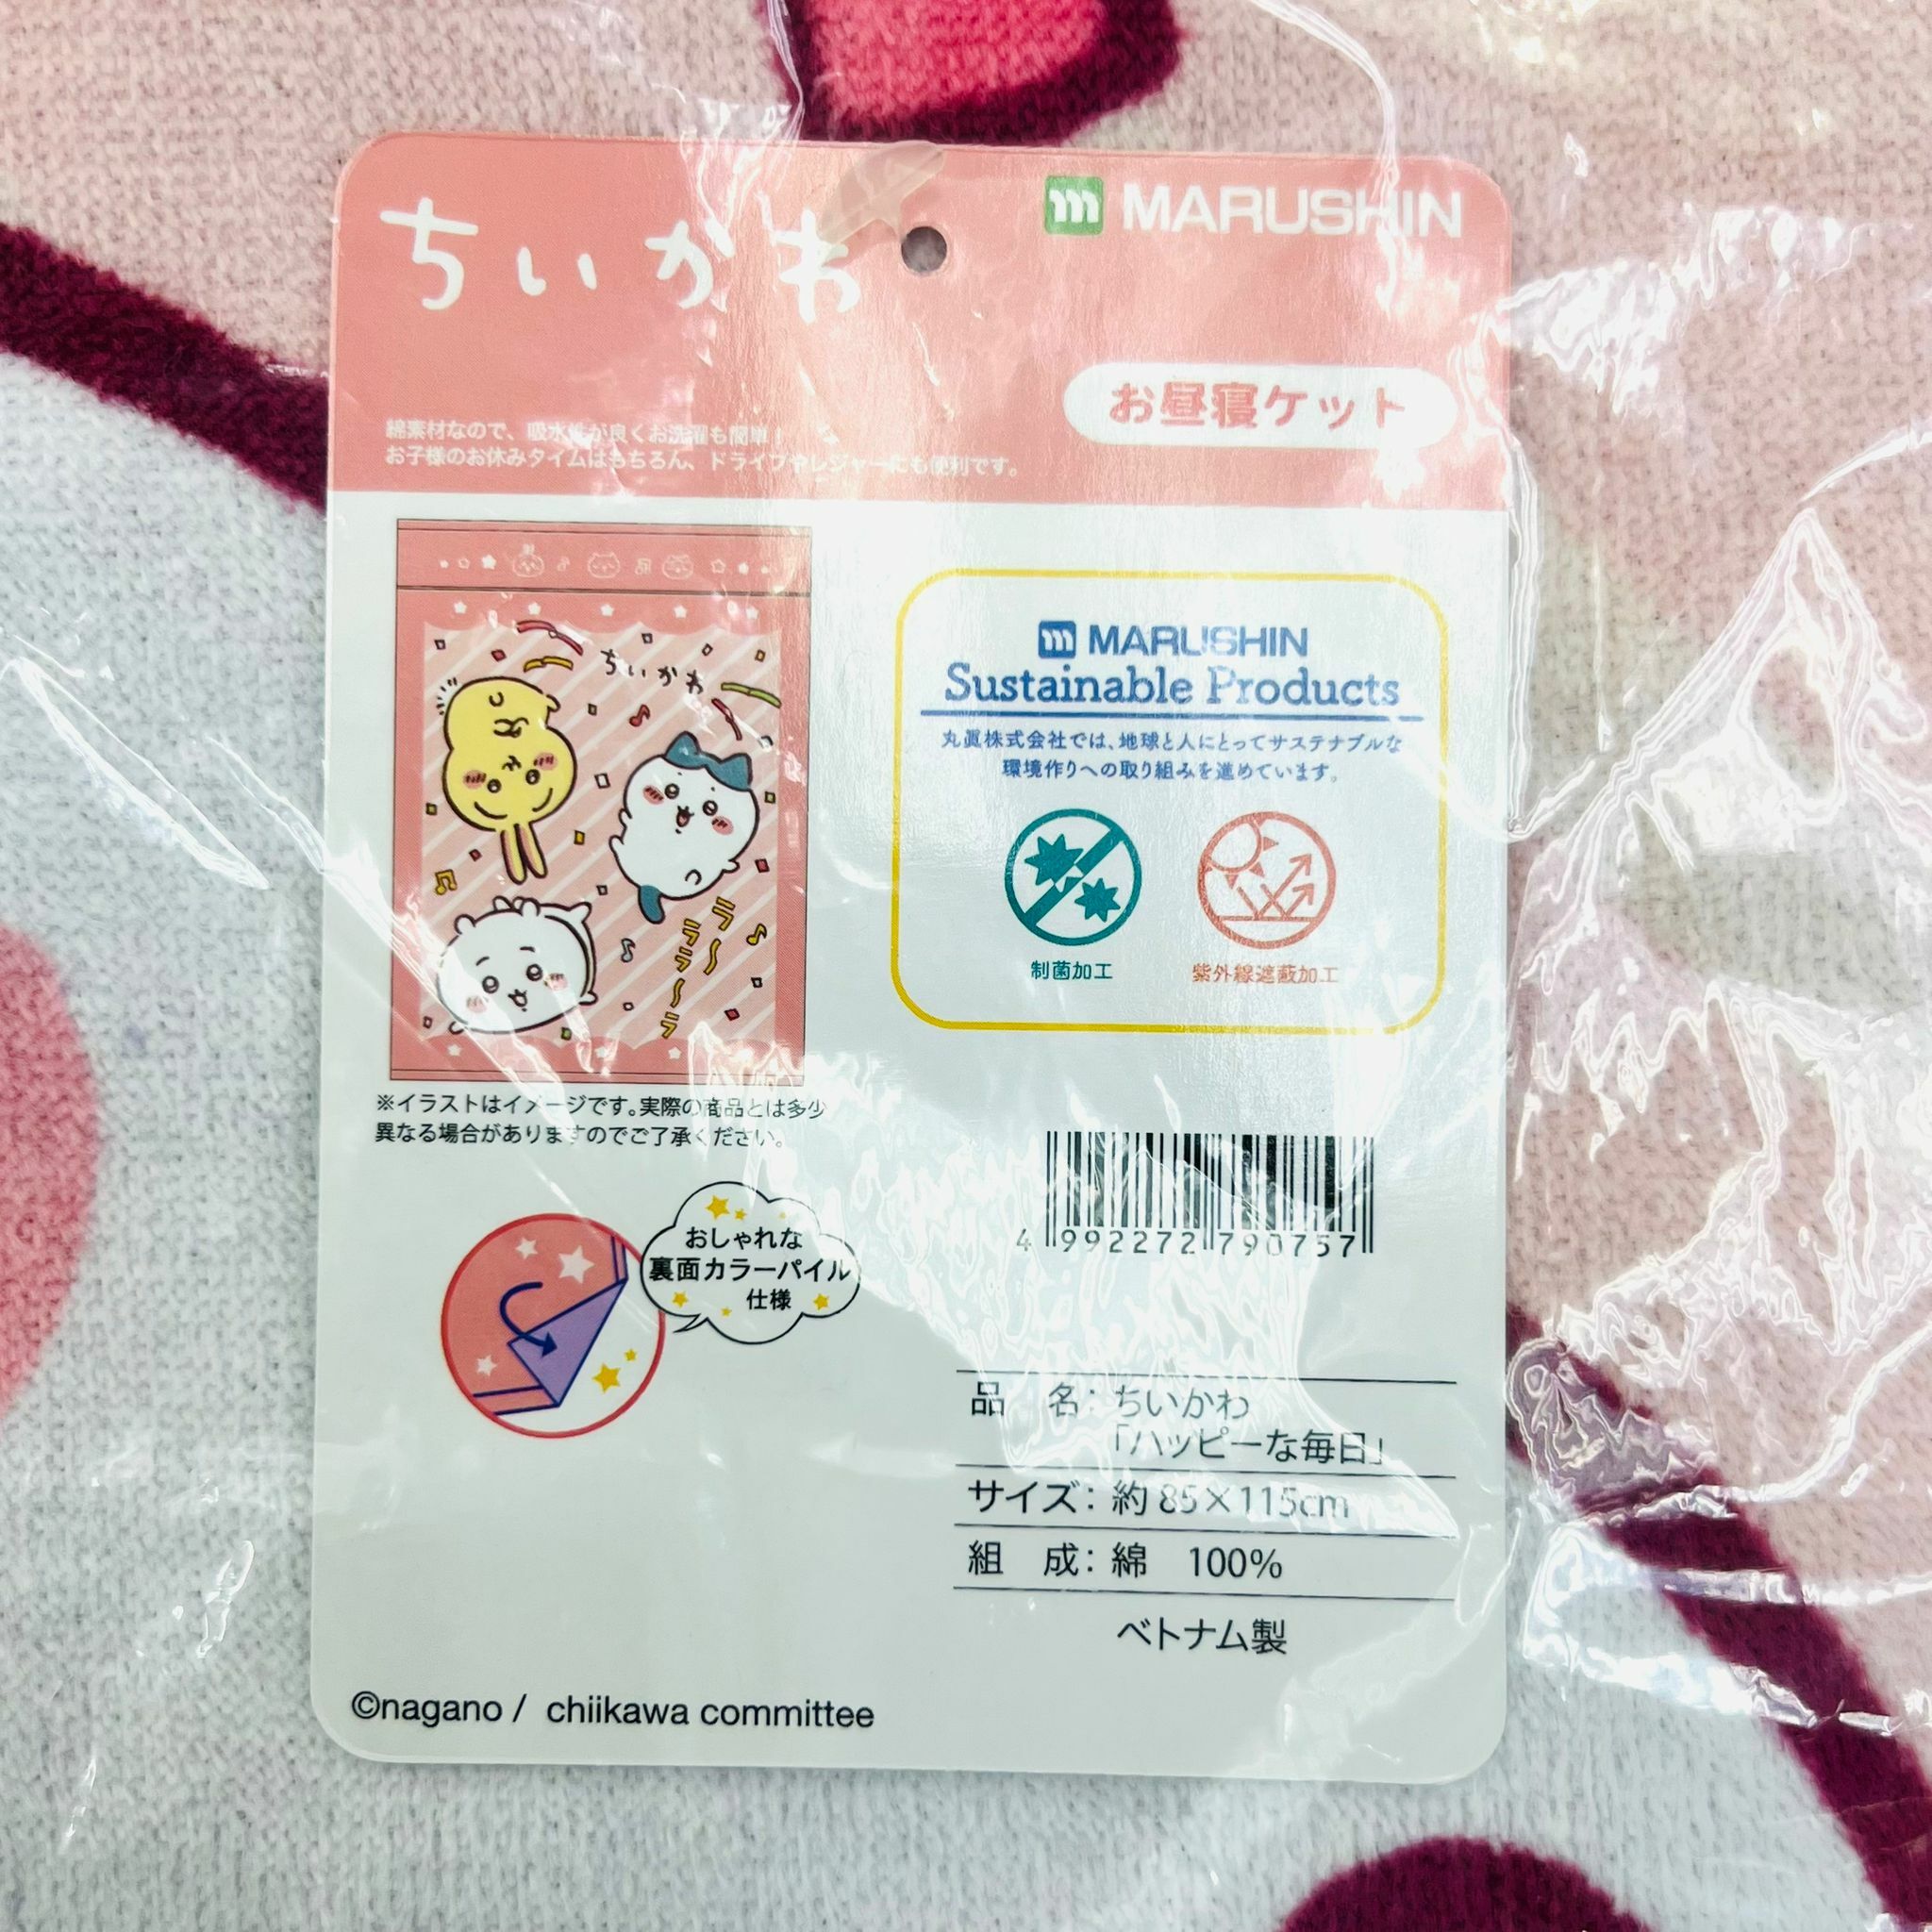 ちいかわ
MARUSHIN
お昼寝ケット
綿素材なので、吸水性が良くお洗濯も簡単！
お子様のお休みタイムはもちろん、ドライブやレジャーにも便利です。
ちいかわ
ラ〜
ララ〜ラ
※イラストはイメージです。実際の商品とは多少
異なる場合がありますのでご了承ください。
MARUSHIN
Sustainable Products
丸眞株式会社では、地球と人にとってサステナブルな
環境作りへの取り組みを進めています。
制菌加工
紫外線遮蔽加工
4 992272 790757
おしゃれな
裏面カラーパイル
仕様
品 名：ちいかわ
「ハッピーな毎日」
サイズ：約 85×115cm
組 成：綿 100%
ベトナム製
©nagano / chiikawa committee